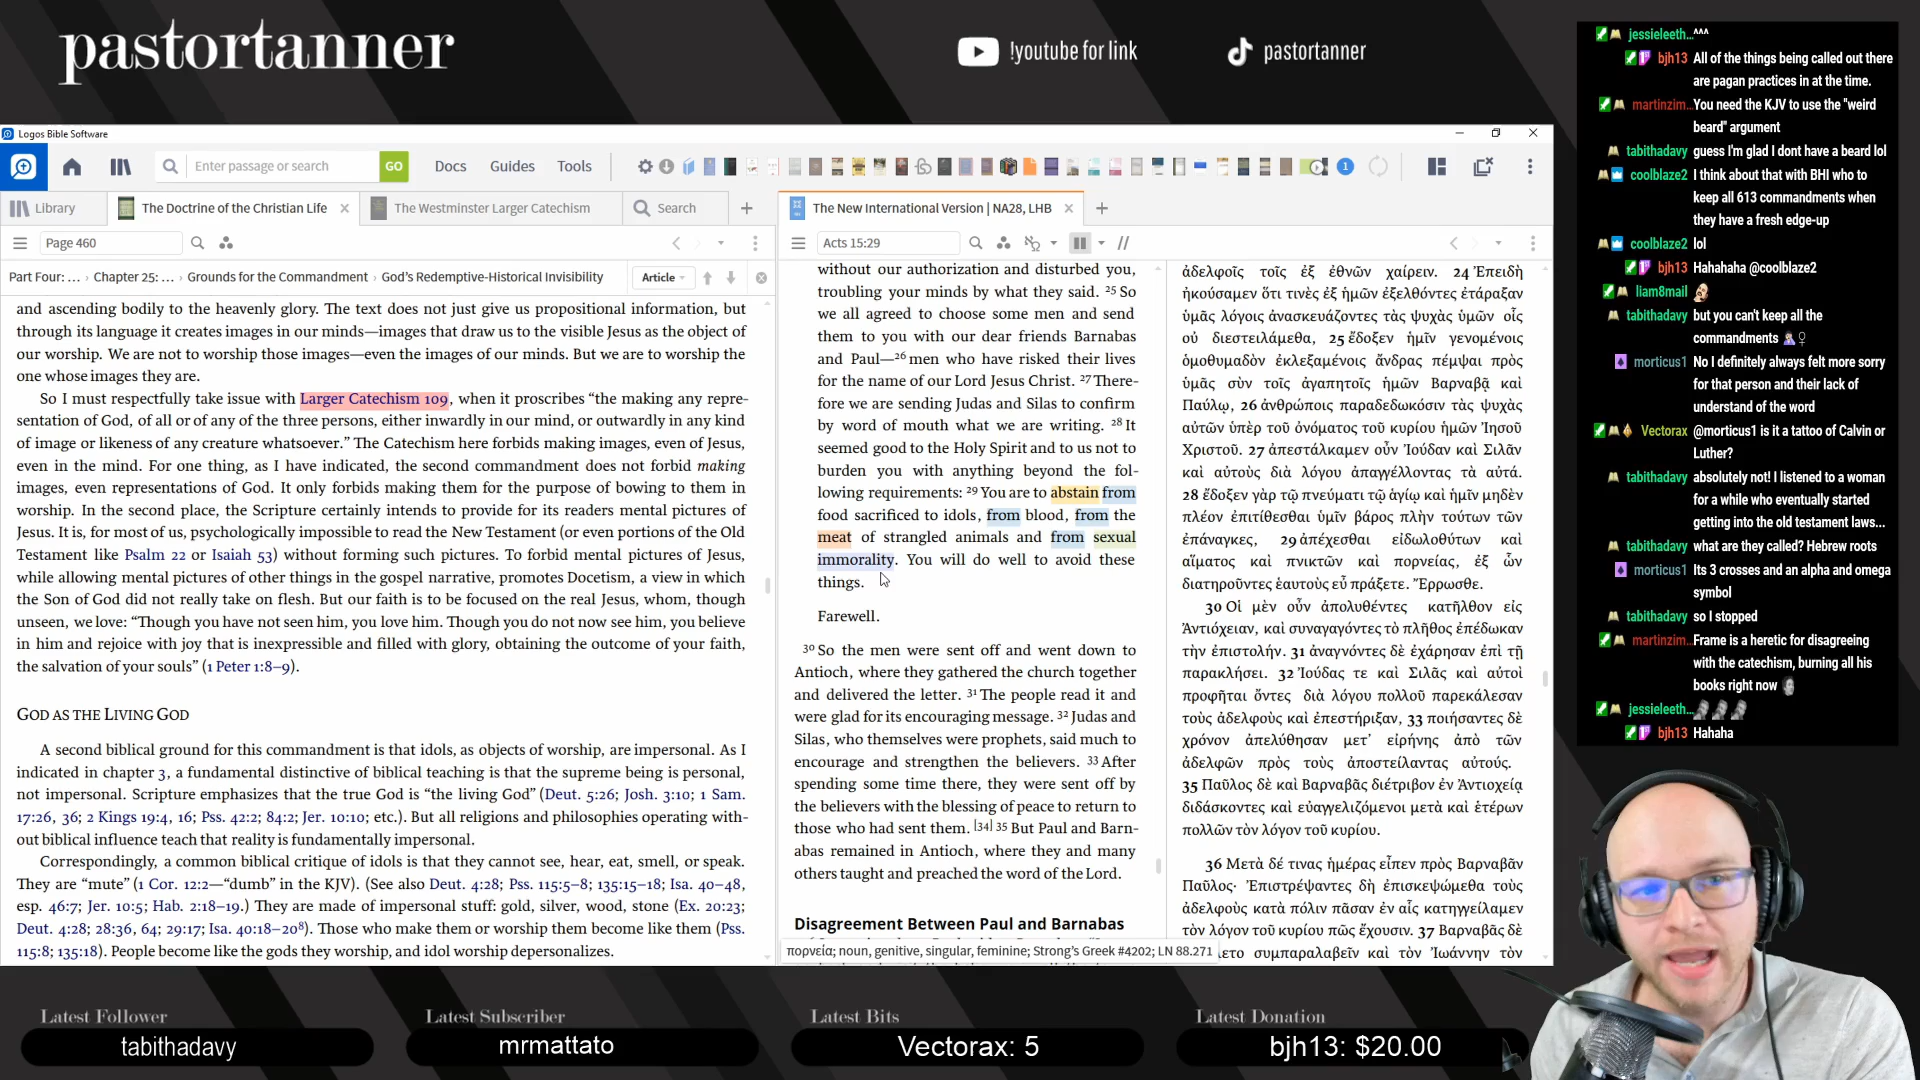 pastortanner
!youtube for link
pastortanner
Logos Bible Software
Enter passage or search
GO
Docs
Guides
Tools
1
Library
The Doctrine of the Christian Life
The Westminster Larger Catechism
Search
Page 460
Part Four: ... › Chapter 25: ... › Grounds for the Commandment › God's Redemptive-Historical Invisibility
Article
and ascending bodily to the heavenly glory. The text does not just give us propositional information, but
through its language it creates images in our minds—images that draw us to the visible Jesus as the object of
our worship. We are not to worship those images—even the images of our minds. But we are to worship the
one whose images they are.
So I must respectfully take issue with Larger Catechism 109, when it proscribes “the making any repre-
sentation of God, of all or of any of the three persons, either inwardly in our mind, or outwardly in any kind
of image or likeness of any creature whatsoever.” The Catechism here forbids making images, even of Jesus,
even in the mind. For one thing, as I have indicated, the second commandment does not forbid making
images, even representations of God. It only forbids making them for the purpose of bowing to them in
worship. In the second place, the Scripture certainly intends to provide for its readers mental pictures of
Jesus. It is, for most of us, psychologically impossible to read the New Testament (or even portions of the Old
Testament like Psalm 22 or Isaiah 53) without forming such pictures. To forbid mental pictures of Jesus,
while allowing mental pictures of other things in the gospel narrative, promotes Docetism, a view in which
the Son of God did not really take on flesh. But our faith is to be focused on the real Jesus, whom, though
unseen, we love: “Though you have not seen him, you love him. Though you do not now see him, you believe
in him and rejoice with joy that is inexpressible and filled with glory, obtaining the outcome of your faith,
the salvation of your souls” (1 Peter 1:8–9).
GOD AS THE LIVING GOD
A second biblical ground for this commandment is that idols, as objects of worship, are impersonal. As I
indicated in chapter 3, a fundamental distinctive of biblical teaching is that the supreme being is personal,
not impersonal. Scripture emphasizes that the true God is “the living God” (Deut. 5:26; Josh. 3:10; 1 Sam.
17:26, 36; 2 Kings 19:4, 16; Pss. 42:2; 84:2; Jer. 10:10; etc.). But all religions and philosophies operating with-
out biblical influence teach that reality is fundamentally impersonal.
Correspondingly, a common biblical critique of idols is that they cannot see, hear, eat, smell, or speak.
They are “mute” (1 Cor. 12:2—“dumb” in the KJV). (See also Deut. 4:28; Pss. 115:5–8; 135:15–18; Isa. 40–48,
esp. 46:7; Jer. 10:5; Hab. 2:18–19.) They are made of impersonal stuff: gold, silver, wood, stone (Ex. 20:23;
Deut. 4:28; 28:36, 64; 29:17; Isa. 40:18–20⁸). Those who make them or worship them become like them (Pss.
115:8; 135:18). People become like the gods they worship, and idol worship depersonalizes.
The New International Version | NA28, LHB
Acts 15:29
without our authorization and disturbed you,
troubling your minds by what they said. 25 So
we all agreed to choose some men and send
them to you with our dear friends Barnabas
and Paul—26 men who have risked their lives
for the name of our Lord Jesus Christ. 27 There-
fore we are sending Judas and Silas to confirm
by word of mouth what we are writing. 28 It
seemed good to the Holy Spirit and to us not to
burden you with anything beyond the fol-
lowing requirements: 29 You are to abstain from
food sacrificed to idols, from blood, from the
meat of strangled animals and from sexual
immorality. You will do well to avoid these
things.
Farewell.
30 So the men were sent off and went down to
Antioch, where they gathered the church together
and delivered the letter. 31 The people read it and
were glad for its encouraging message. 32 Judas and
Silas, who themselves were prophets, said much to
encourage and strengthen the believers. 33 After
spending some time there, they were sent off by
the believers with the blessing of peace to return to
those who had sent them. [34] 35 But Paul and Barn-
abas remained in Antioch, where they and many
others taught and preached the word of the Lord.
Disagreement Between Paul and Barnabas
πορνεία; noun, genitive, singular, feminine; Strong's Greek #4202; LN 88.271
ἀδελφοῖς τοῖς ἐξ ἐθνῶν χαίρειν. 24 Ἐπειδὴ
ἠκούσαμεν ὅτι τινὲς ἐξ ἡμῶν ἐξελθόντες ἐτάραξαν
ὑμᾶς λόγοις ἀνασκευάζοντες τὰς ψυχὰς ὑμῶν οἷς
οὐ διεστειλάμεθα, 25 ἔδοξεν ἡμῖν γενομένοις
ὁμοθυμαδὸν ἐκλεξαμένοις ἄνδρας πέμψαι πρὸς
ὑμᾶς σὺν τοῖς ἀγαπητοῖς ἡμῶν Βαρναβᾷ καὶ
Παύλῳ, 26 ἀνθρώποις παραδεδωκόσιν τὰς ψυχὰς
αὐτῶν ὑπὲρ τοῦ ὀνόματος τοῦ κυρίου ἡμῶν Ἰησοῦ
Χριστοῦ. 27 ἀπεστάλκαμεν οὖν Ἰούδαν καὶ Σιλᾶν
καὶ αὐτοὺς διὰ λόγου ἀπαγγέλλοντας τὰ αὐτά.
28 ἔδοξεν γὰρ τῷ πνεύματι τῷ ἁγίῳ καὶ ἡμῖν μηδὲν
πλέον ἐπιτίθεσθαι ὑμῖν βάρος πλὴν τούτων τῶν
ἐπάναγκες, 29 ἀπέχεσθαι εἰδωλοθύτων καὶ
αἵματος καὶ πνικτῶν καὶ πορνείας, ἐξ ὧν
διατηροῦντες ἑαυτοὺς εὖ πράξετε. Ἔρρωσθε.
30 Οἱ μὲν οὖν ἀπολυθέντες κατῆλθον εἰς
Ἀντιόχειαν, καὶ συναγαγόντες τὸ πλῆθος ἐπέδωκαν
τὴν ἐπιστολήν. 31 ἀναγνόντες δὲ ἐχάρησαν ἐπὶ τῇ
παρακλήσει. 32 Ἰούδας τε καὶ Σιλᾶς καὶ αὐτοὶ
προφῆται ὄντες διὰ λόγου πολλοῦ παρεκάλεσαν
τοὺς ἀδελφοὺς καὶ ἐπεστήριξαν, 33 ποιήσαντες δὲ
χρόνον ἀπελύθησαν μετ᾿ εἰρήνης ἀπὸ τῶν
ἀδελφῶν πρὸς τοὺς ἀποστείλαντας αὐτούς.
35 Παῦλος δὲ καὶ Βαρναβᾶς διέτριβον ἐν Ἀντιοχείᾳ
διδάσκοντες καὶ εὐαγγελιζόμενοι μετὰ καὶ ἑτέρων
πολλῶν τὸν λόγον τοῦ κυρίου.
36 Μετὰ δέ τινας ἡμέρας εἶπεν πρὸς Βαρναβᾶν
Παῦλος· Ἐπιστρέψαντες δὴ ἐπισκεψώμεθα τοὺς
ἀδελφοὺς κατὰ πόλιν πᾶσαν ἐν αἷς κατηγγείλαμεν
τὸν λόγον τοῦ κυρίου πῶς ἔχουσιν. 37 Βαρναβᾶς δὲ
ετο συμπαραλαβεῖν καὶ τὸν Ἰωάννην τὸν
jessieleeth... ^^^
bjh13 All of the things being called out there
are pagan practices in at the time.
martinzim... You need the KJV to use the "weird
beard" argument
tabithadavy guess I'm glad I dont have a beard lol
coolblaze2 I think about that with BHI who to
keep all 613 commandments when
they have a fresh edge-up
coolblaze2 lol
bjh13 Hahahaha @coolblaze2
liam8mail
tabithadavy but you can't keep all the
commandments
morticus1 No I definitely always felt more sorry
for that person and their lack of
understand of the word
Vectorax @morticus1 is it a tattoo of Calvin or
Luther?
tabithadavy absolutely not! I listened to a woman
for a while who eventually started
getting into the old testament laws...
tabithadavy what are they called? Hebrew roots
morticus1 Its 3 crosses and an alpha and omega
symbol
tabithadavy so I stopped
martinzim... Frame is a heretic for disagreeing
with the catechism, burning all his
books right now
jessieleeth...
bjh13 Hahaha
Latest Follower
tabithadavy
Latest Subscriber
mrmattato
Latest Bits
Vectorax: 5
Latest Donation
bjh13: $20.00